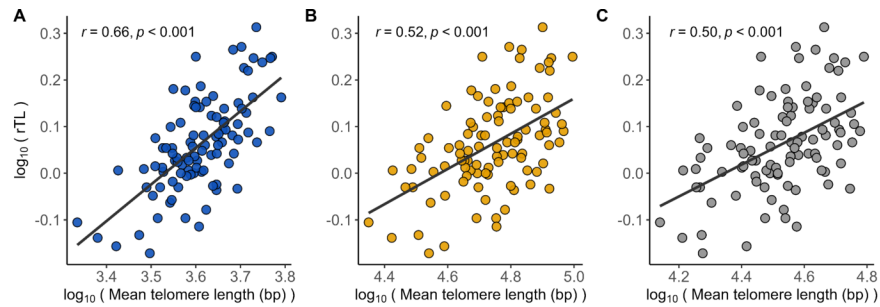 A
B
C
r = 0.66, p < 0.001
r = 0.52, p < 0.001
r = 0.50, p < 0.001
log10 ( rTL )
0.3
0.2
0.1
0.0
-0.1
3.4 3.5 3.6 3.7 3.8
log10 ( Mean telomere length (bp) )
0.3
0.2
0.1
0.0
-0.1
4.4 4.6 4.8 5.0
log10 ( Mean telomere length (bp) )
0.3
0.2
0.1
0.0
-0.1
4.2 4.4 4.6 4.8
log10 ( Mean telomere length (bp) )